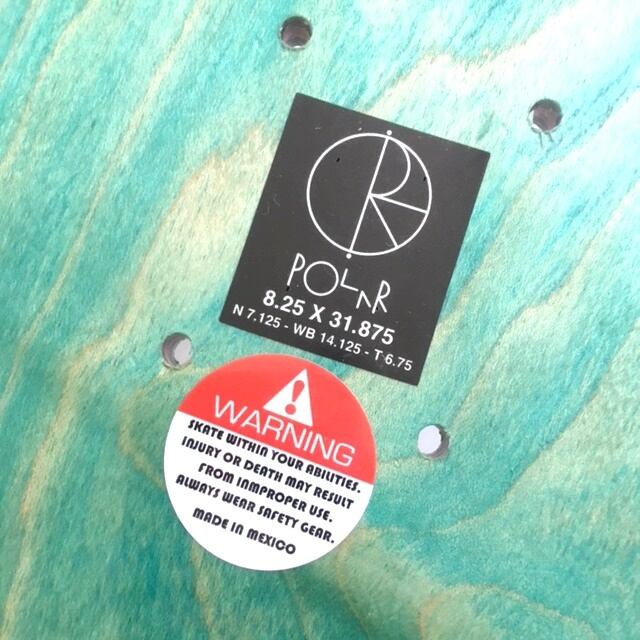 POLAR
8.25 X 31.875
N 7.125 - WB 14.125 - T 6.75
WARNING
SKATE WITHIN YOUR ABILITIES.
INJURY OR DEATH MAY RESULT
FROM INMPROPER USE.
ALWAYS WEAR SAFETY GEAR.
MADE IN MEXICO